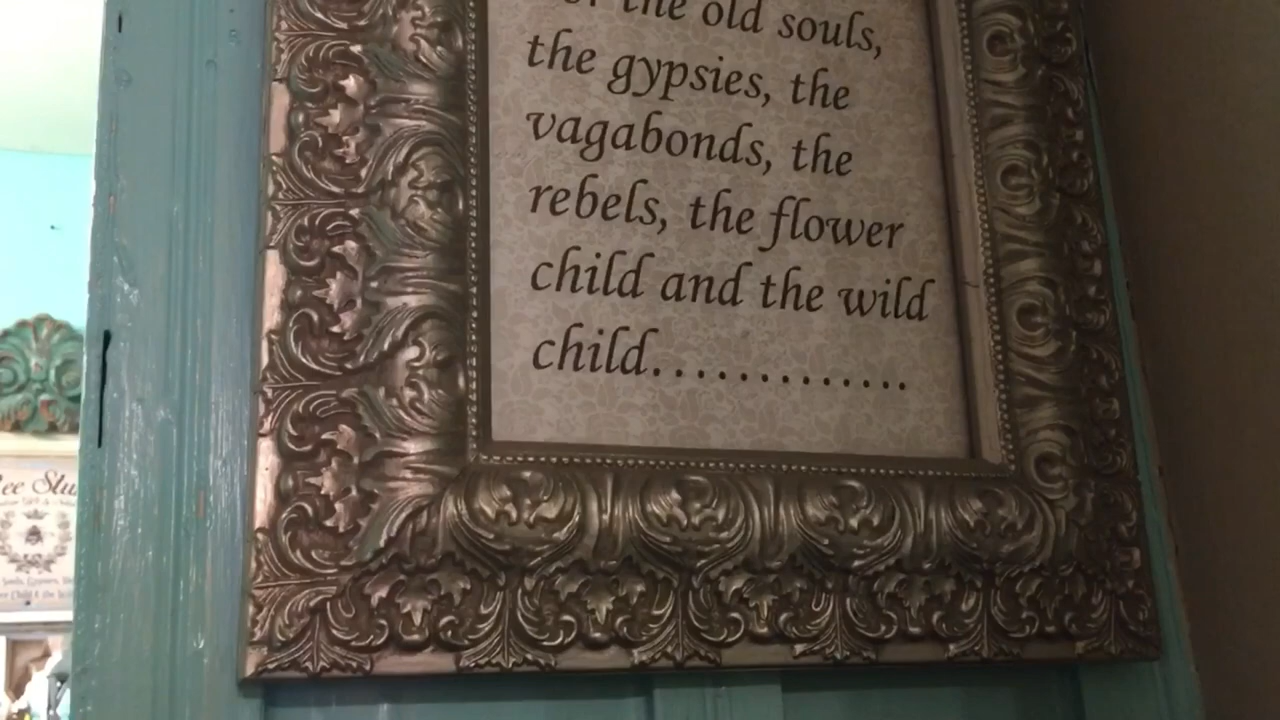 the old souls,
the gypsies, the
vagabonds, the
rebels, the flower
child and the wild
child.............